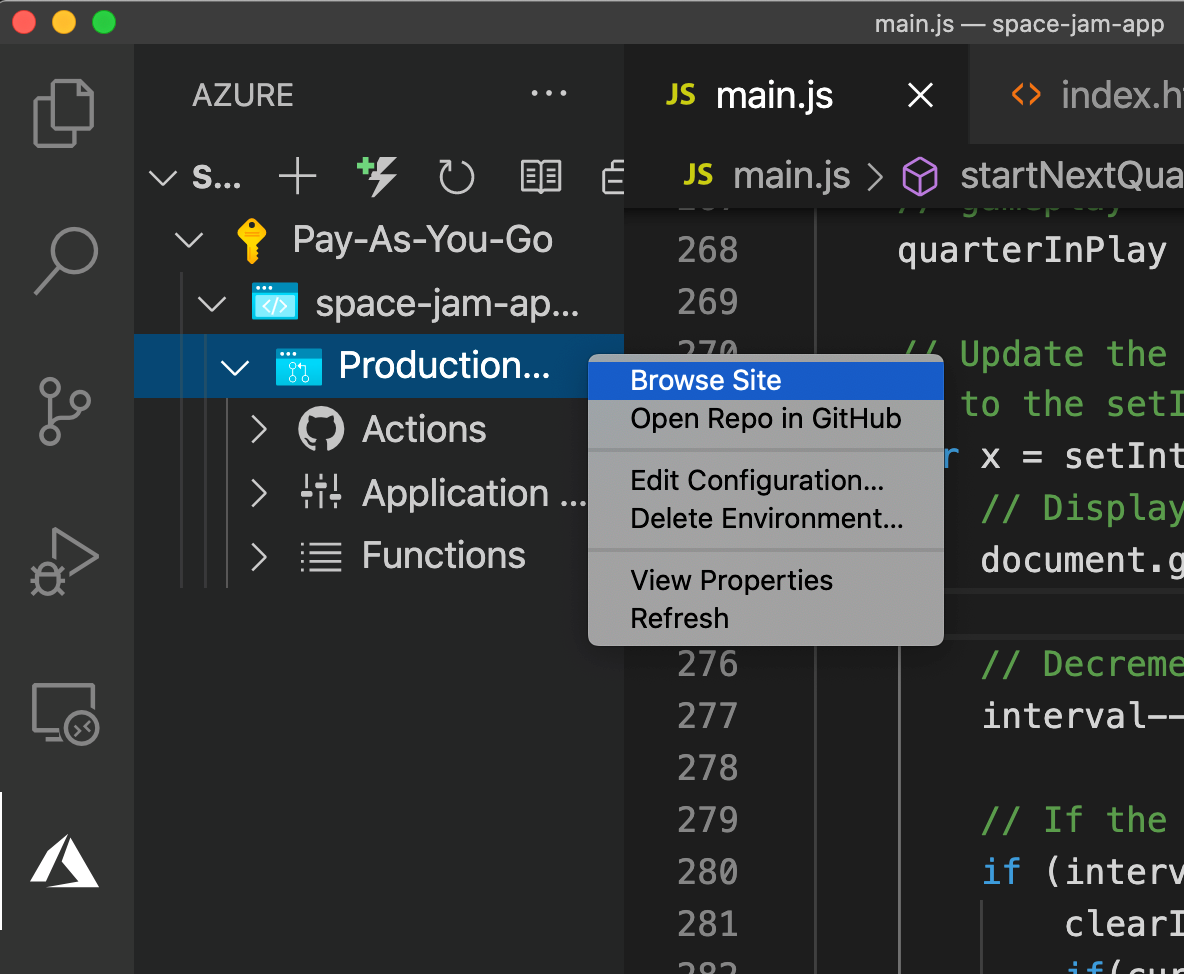 main.js — space-jam-app
AZURE ···
JS main.js
index.h
S...
JS main.js > startNextQua
// gameplay
Pay-As-You-Go
268 quarterInPlay
space-jam-ap...
269
270 // Update the
Production...
Browse Site
Open Repo in GitHub
to the setI
Actions
r x = setInt
Edit Configuration...
Application ...
// Display
Delete Environment...
Functions
document.g
View Properties
Refresh
276 // Decreme
277 interval--
278
279 // If the
280 if (interv
281 clearI
282 if(cur